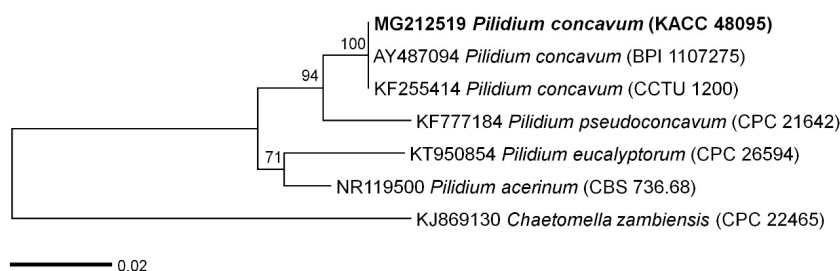 MG212519 Pilidium concavum (KACC 48095)
100
AY487094 Pilidium concavum (BPI 1107275)
94
KF255414 Pilidium concavum (CCTU 1200)
KF777184 Pilidium pseudoconcavum (CPC 21642)
71
KT950854 Pilidium eucalyptorum (CPC 26594)
NR119500 Pilidium acerinum (CBS 736.68)
KJ869130 Chaetomella zambiensis (CPC 22465)
0.02